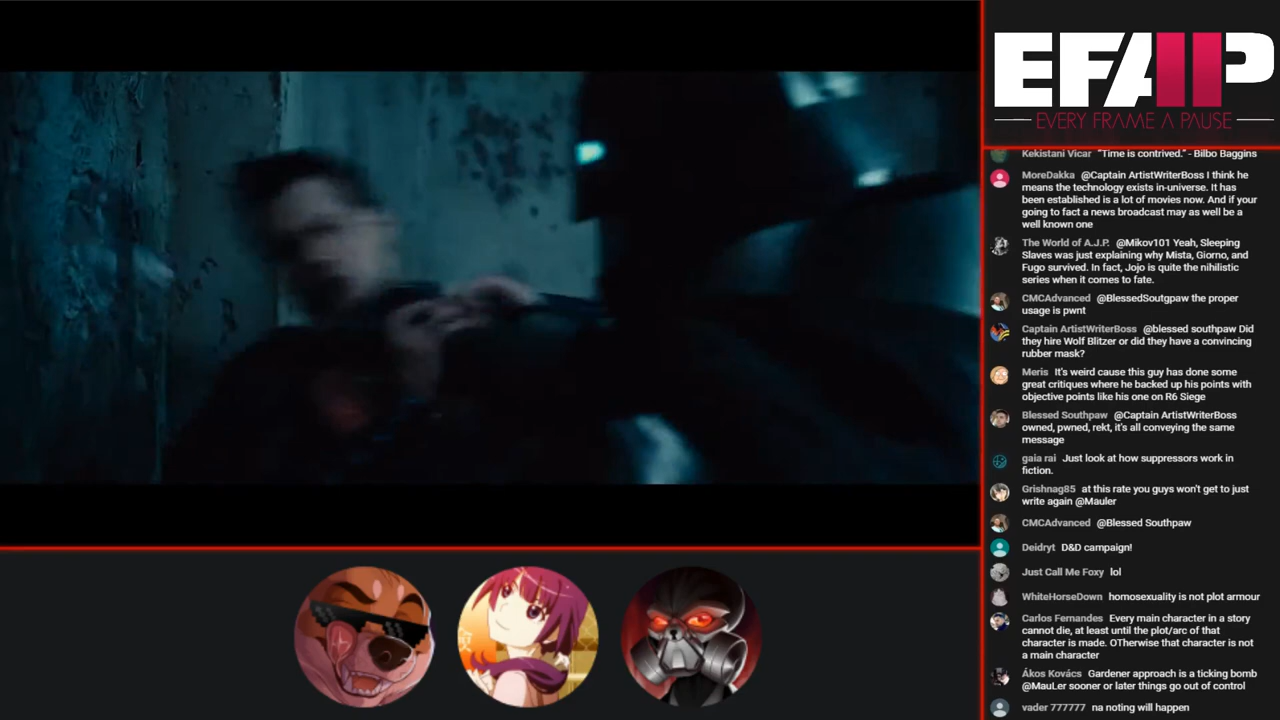 EFAP
EVERY FRAME A PAUSE
Kekistani Vicar "Time is contrived." - Bilbo Baggins
MoreDakka @Captain ArtistWriterBoss I think he
means the technology exists in-universe. It has
been established is a lot of movies now. And if your
going to fact a news broadcast may as well be a
well known one
The World of A.J.P. @Mikov101 Yeah, Sleeping
Slaves was just explaining why Mista, Giorno, and
Fugo survived. In fact, Jojo is quite the nihilistic
series when it comes to fate.
CMCAdvanced @BlessedSoutgpaw the proper
usage is pwnt
Captain ArtistWriterBoss @blessed southpaw Did
they hire Wolf Blitzer or did they have a convincing
rubber mask?
Meris It's weird cause this guy has done some
great critiques where he backed up his points with
objective points like his one on R6 Siege
Blessed Southpaw @Captain ArtistWriterBoss
owned, pwned, rekt, it's all conveying the same
message
gaia rai Just look at how suppressors work in
fiction.
Grishnag85 at this rate you guys won't get to just
write again @Mauler
CMCAdvanced @Blessed Southpaw
Deidryt D&D campaign!
Just Call Me Foxy lol
WhiteHorseDown homosexuality is not plot armour
Carlos Fernandes Every main character in a story
cannot die, at least until the plot/arc of that
character is made. OTherwise that character is not
a main character
Ákos Kovács Gardener approach is a ticking bomb
@MauLer sooner or later things go out of control
vader 777777 na noting will happen